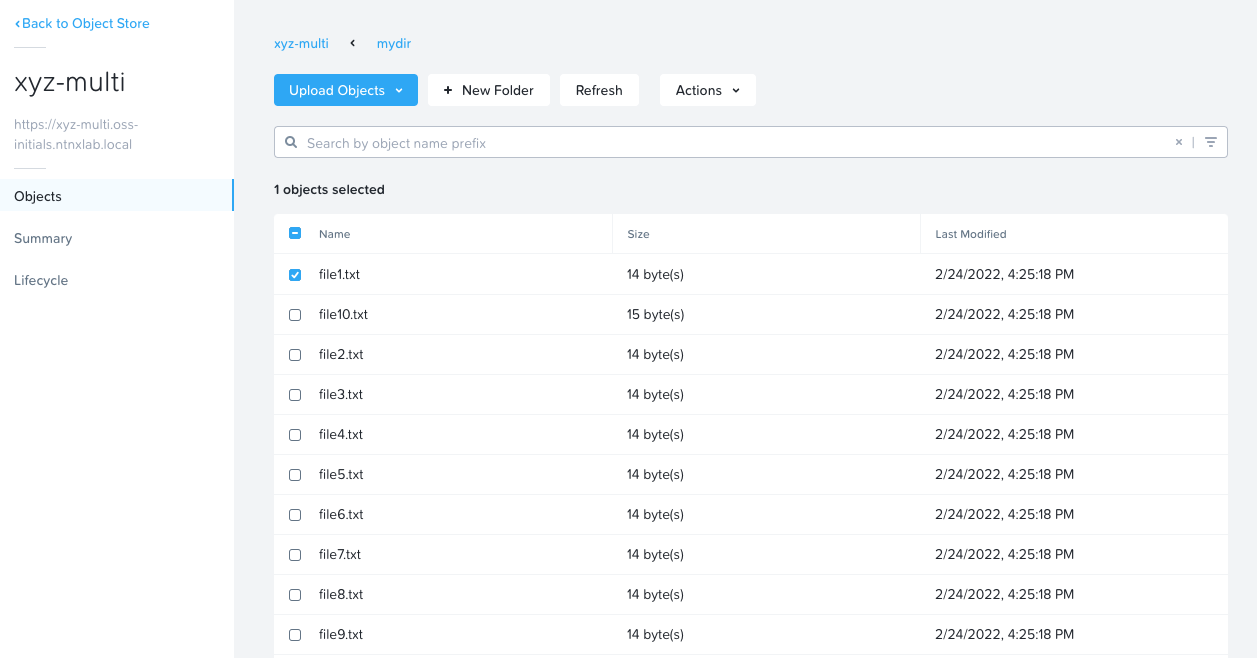 Back to Object Store
xyz-multi
https://xyz-multi.oss-
initials.ntnxlab.local
Objects
Summary
Lifecycle
xyz-multi mydir
Upload Objects + New Folder Refresh Actions
Search by object name prefix
1 objects selected
Name Size Last Modified
file1.txt 14 byte(s) 2/24/2022, 4:25:18 PM
file10.txt 15 byte(s) 2/24/2022, 4:25:18 PM
file2.txt 14 byte(s) 2/24/2022, 4:25:18 PM
file3.txt 14 byte(s) 2/24/2022, 4:25:18 PM
file4.txt 14 byte(s) 2/24/2022, 4:25:18 PM
file5.txt 14 byte(s) 2/24/2022, 4:25:18 PM
file6.txt 14 byte(s) 2/24/2022, 4:25:18 PM
file7.txt 14 byte(s) 2/24/2022, 4:25:18 PM
file8.txt 14 byte(s) 2/24/2022, 4:25:18 PM
file9.txt 14 byte(s) 2/24/2022, 4:25:18 PM